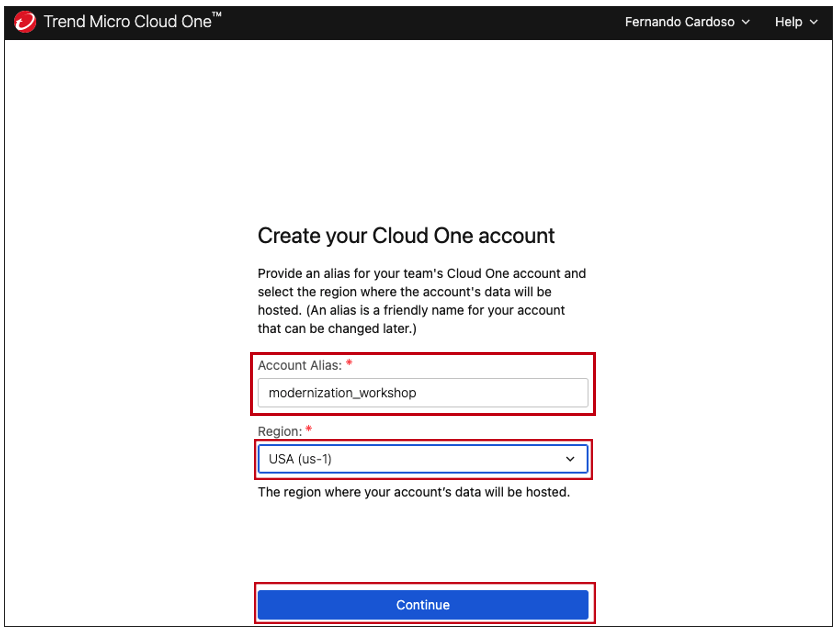 Trend Micro Cloud One™
Fernando Cardoso
Help
Create your Cloud One account
Provide an alias for your team's Cloud One account and
select the region where the account's data will be
hosted. (An alias is a friendly name for your account
that can be changed later.)
Account Alias: *
modernization_workshop
Region: *
USA (us-1)
The region where your account's data will be hosted.
Continue